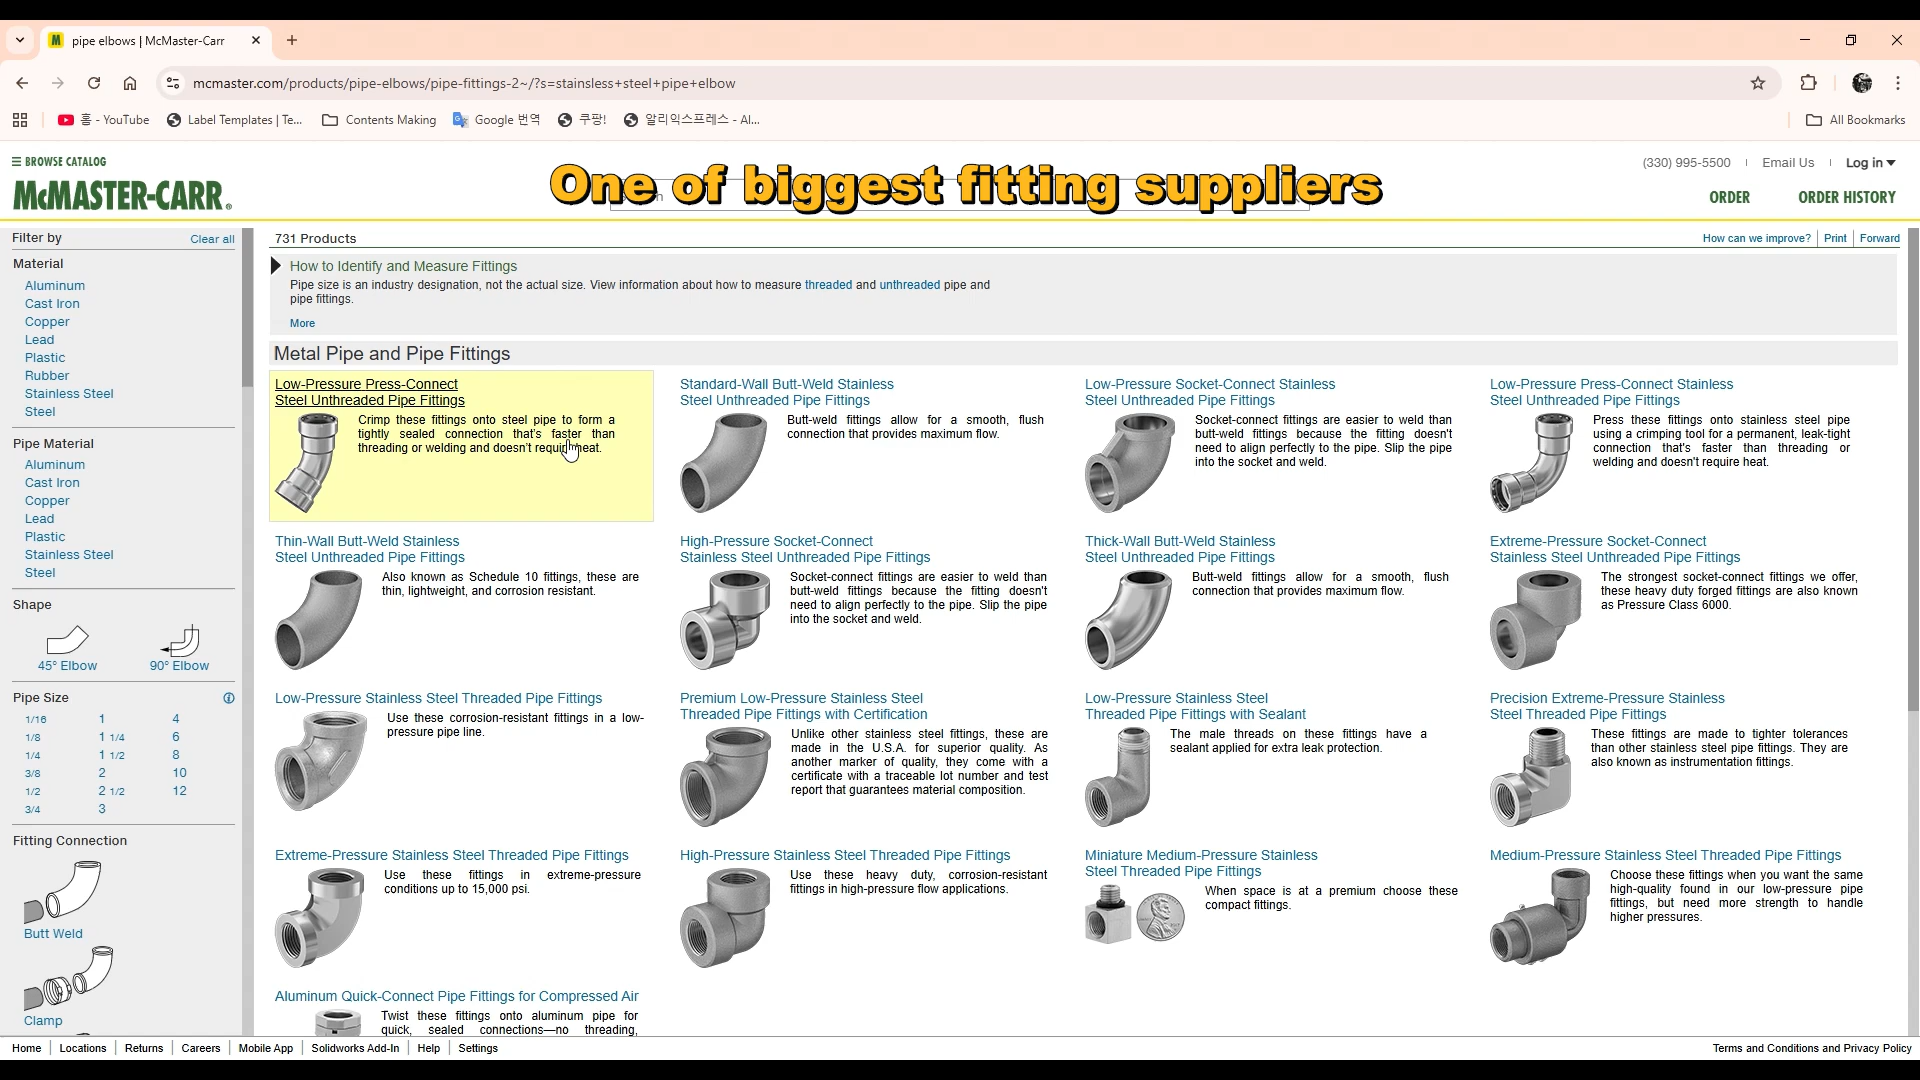 pipe elbows | McMaster-Carr
mcmaster.com/products/pipe-elbows/pipe-fittings-2~/?s=stainsless+steel+pipe+elbow
홈 - YouTube
Label Templates | Te...
Contents Making
Google 번역
쿠팡!
알리익스프레스 - Al...
All Bookmarks
BROWSE CATALOG
McMASTER-CARR®
One of biggest fitting suppliers
(330) 995-5500
Email Us
Log in
ORDER
ORDER HISTORY
Filter by
Clear all
Material
Aluminum
Cast Iron
Copper
Lead
Plastic
Rubber
Stainless Steel
Steel
Pipe Material
Aluminum
Cast Iron
Copper
Lead
Plastic
Stainless Steel
Steel
Shape
45° Elbow
90° Elbow
Pipe Size
1/16 1 4
1/8 1 1/4 6
1/4 1 1/2 8
3/8 2 10
1/2 2 1/2 12
3/4 3
Fitting Connection
Butt Weld
Clamp
731 Products
How can we improve?
Print
Forward
How to Identify and Measure Fittings
Pipe size is an industry designation, not the actual size. View information about how to measure threaded and unthreaded pipe and
pipe fittings.
More
Metal Pipe and Pipe Fittings
Low-Pressure Press-Connect
Steel Unthreaded Pipe Fittings
Crimp these fittings onto steel pipe to form a
tightly sealed connection that's faster than
threading or welding and doesn't require heat.
Standard-Wall Butt-Weld Stainless
Steel Unthreaded Pipe Fittings
Butt-weld fittings allow for a smooth, flush
connection that provides maximum flow.
Low-Pressure Socket-Connect Stainless
Steel Unthreaded Pipe Fittings
Socket-connect fittings are easier to weld than
butt-weld fittings because the fitting doesn't
need to align perfectly to the pipe. Slip the pipe
into the socket and weld.
Low-Pressure Press-Connect Stainless
Steel Unthreaded Pipe Fittings
Press these fittings onto stainless steel pipe
using a crimping tool for a permanent, leak-tight
connection that's faster than threading or
welding and doesn't require heat.
Thin-Wall Butt-Weld Stainless
Steel Unthreaded Pipe Fittings
Also known as Schedule 10 fittings, these are
thin, lightweight, and corrosion resistant.
High-Pressure Socket-Connect
Stainless Steel Unthreaded Pipe Fittings
Socket-connect fittings are easier to weld than
butt-weld fittings because the fitting doesn't
need to align perfectly to the pipe. Slip the pipe
into the socket and weld.
Thick-Wall Butt-Weld Stainless
Steel Unthreaded Pipe Fittings
Butt-weld fittings allow for a smooth, flush
connection that provides maximum flow.
Extreme-Pressure Socket-Connect
Stainless Steel Unthreaded Pipe Fittings
The strongest socket-connect fittings we offer,
these heavy duty forged fittings are also known
as Pressure Class 6000.
Low-Pressure Stainless Steel Threaded Pipe Fittings
Use these corrosion-resistant fittings in a low-
pressure pipe line.
Premium Low-Pressure Stainless Steel
Threaded Pipe Fittings with Certification
Unlike other stainless steel fittings, these are
made in the U.S.A. for superior quality. As
another marker of quality, they come with a
certificate with a traceable lot number and test
report that guarantees material composition.
Low-Pressure Stainless Steel
Threaded Pipe Fittings with Sealant
The male threads on these fittings have a
sealant applied for extra leak protection.
Precision Extreme-Pressure Stainless
Steel Threaded Pipe Fittings
These fittings are made to tighter tolerances
than other stainless steel pipe fittings. They are
also known as instrumentation fittings.
Extreme-Pressure Stainless Steel Threaded Pipe Fittings
Use these fittings in extreme-pressure
conditions up to 15,000 psi.
High-Pressure Stainless Steel Threaded Pipe Fittings
Use these heavy duty, corrosion-resistant
fittings in high-pressure flow applications.
Miniature Medium-Pressure Stainless
Steel Threaded Pipe Fittings
When space is at a premium choose these
compact fittings.
Medium-Pressure Stainless Steel Threaded Pipe Fittings
Choose these fittings when you want the same
high-quality found in our low-pressure pipe
fittings, but need more strength to handle
higher pressures.
Aluminum Quick-Connect Pipe Fittings for Compressed Air
Twist these fittings onto aluminum pipe for
quick, sealed connections—no threading,
Home
Locations
Returns
Careers
Mobile App
Solidworks Add-In
Help
Settings
Terms and Conditions and Privacy Policy